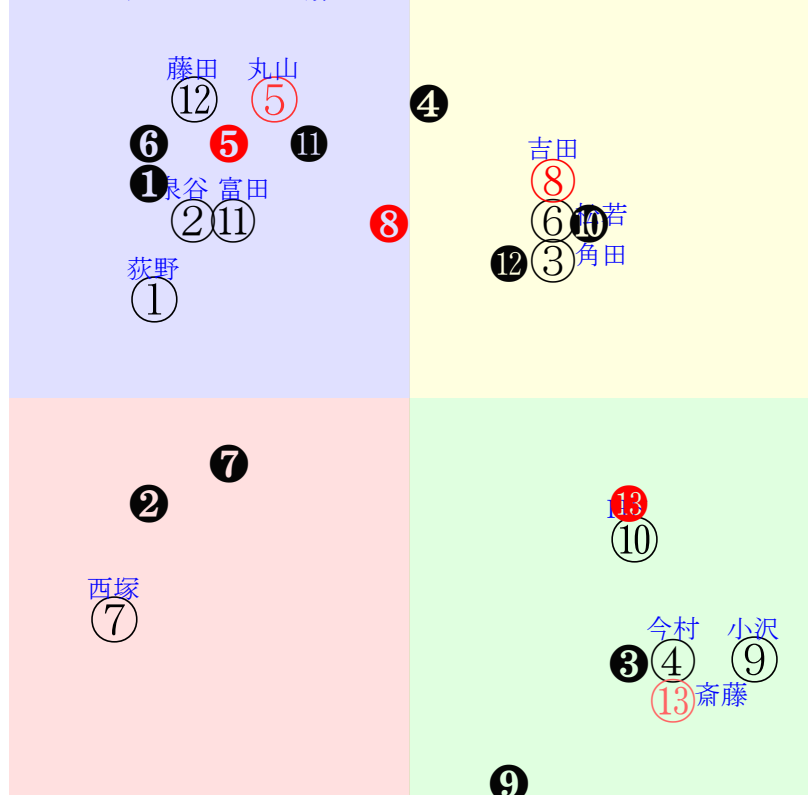 藤田 丸山
⑫ ⑤ ❹
❻ ❺ ⓫ 吉田
❶ 泉谷 富田 ⑧
② ⑪ ❽ ⑥ ❿ 松若
荻野 ⓬ ③ 角田
①
❼
❷ ⓭
⑩
西塚
⑦ 今村 小沢
❸ ④ ⑨
⑬ 斎藤
❾